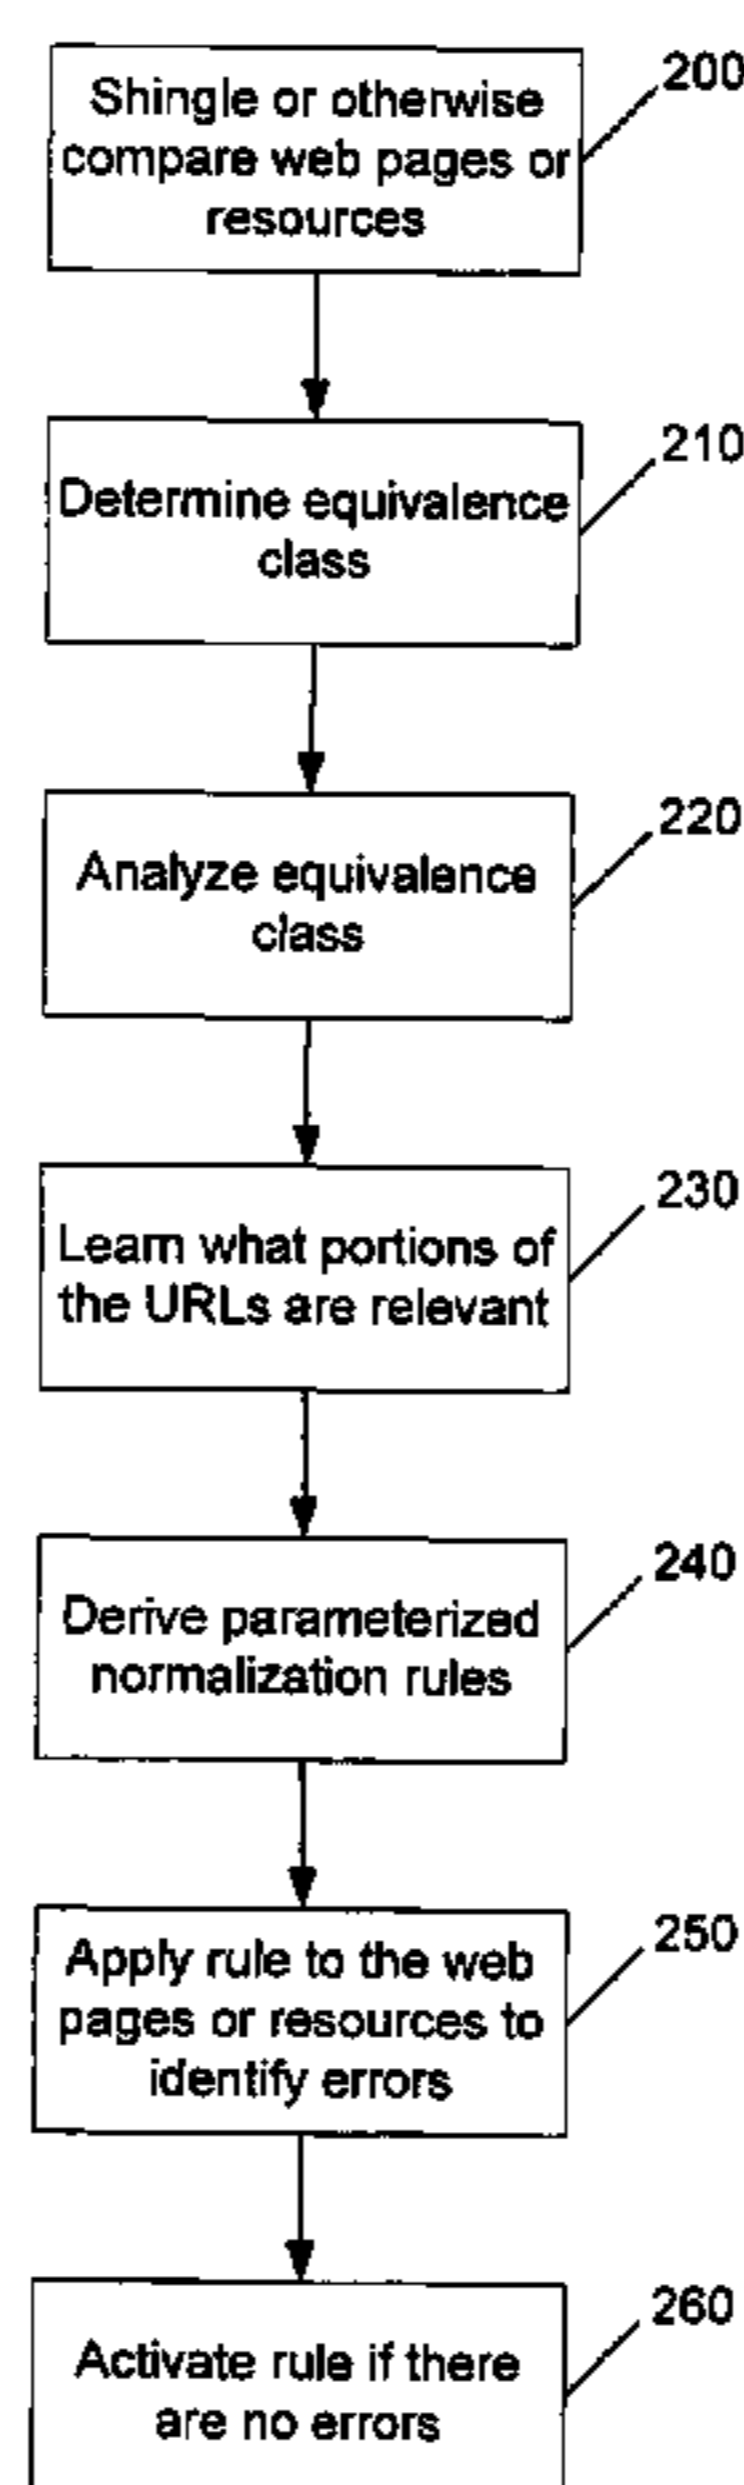 200
Shingle or otherwise
compare web pages or
resources
210
Determine equivalence
class
220
Analyze equivalence
class
230
Learn what portions of
the URLs are relevant
240
Derive parameterized
normalization rules
250
Apply rule to the web
pages or resources to
identify errors
260
Activate rule if there
are no errors